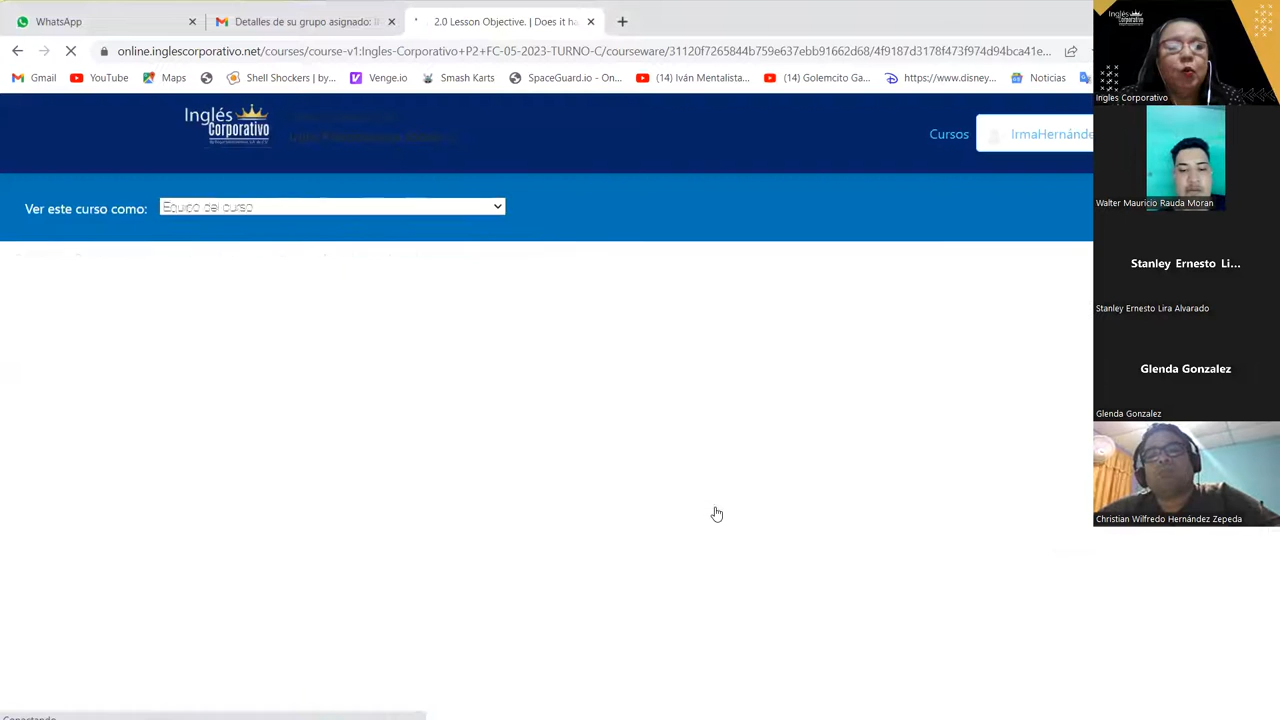 WhatsApp
Detalles de su grupo asignado: II
2.0 Lesson Objective. | Does it ha
online.inglescorporativo.net/courses/course-v1:Ingles-Corporativo+P2+FC-05-2023-TURNO-C/courseware/31120f7265844b759e637ebb91662d68/4f9187d3178f473f974d94bca41e...
Gmail
YouTube
Maps
Shell Shockers | by...
Venge.io
Smash Karts
SpaceGuard.io - On...
(14) Iván Mentalista...
(14) Golemcito Ga...
https://www.disney...
Noticias
Inglés
Corporativo
Cursos
IrmaHernánde
Ver este curso como:
Equipo del curso
Conectando
Inglés
Corporativo
Ingles Corporativo
Walter Mauricio Rauda Moran
Stanley Ernesto Li...
Stanley Ernesto Lira Alvarado
Glenda Gonzalez
Glenda Gonzalez
Christian Wilfredo Hernández Zepeda